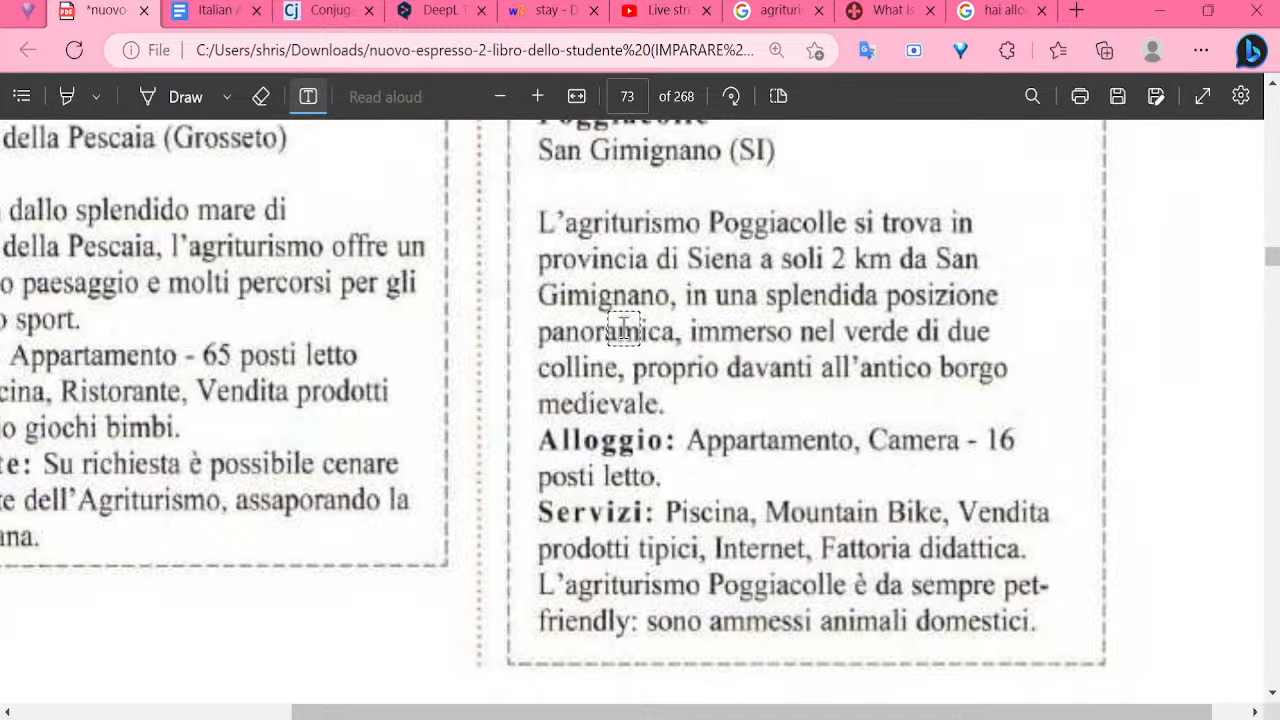 *nuovo
Italian A
Conjug
DeepL T
stay - D
Live stre
agrituris
What Is
hai allo
File
C:/Users/shris/Downloads/nuovo-espresso-2-libro-dello-studente%20(IMPARARE%2...
Draw
Read aloud
73
of 268
della Pescaia (Grosseto)
dallo splendido mare di
della Pescaia, l'agriturismo offre un
o paesaggio e molti percorsi per gli
o sport.
Appartamento - 65 posti letto
cina, Ristorante, Vendita prodotti
io giochi bimbi.
te: Su richiesta è possibile cenare
te dell'Agriturismo, assaporando la
ana.
Poggiacolle
San Gimignano (SI)
L'agriturismo Poggiacolle si trova in
provincia di Siena a soli 2 km da San
Gimignano, in una splendida posizione
panoramica, immerso nel verde di due
colline, proprio davanti all'antico borgo
medievale.
Alloggio: Appartamento, Camera - 16
posti letto.
Servizi: Piscina, Mountain Bike, Vendita
prodotti tipici, Internet, Fattoria didattica.
L'agriturismo Poggiacolle è da sempre pet-
friendly: sono ammessi animali domestici.